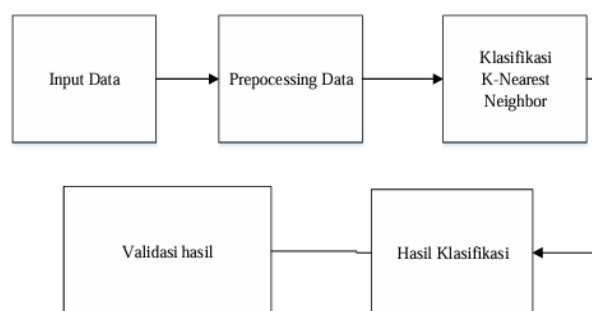 Input Data
Prepocessing Data
Klasifikasi
K-Nearest
Neighbor
Validasi hasil
Hasil Klasifikasi